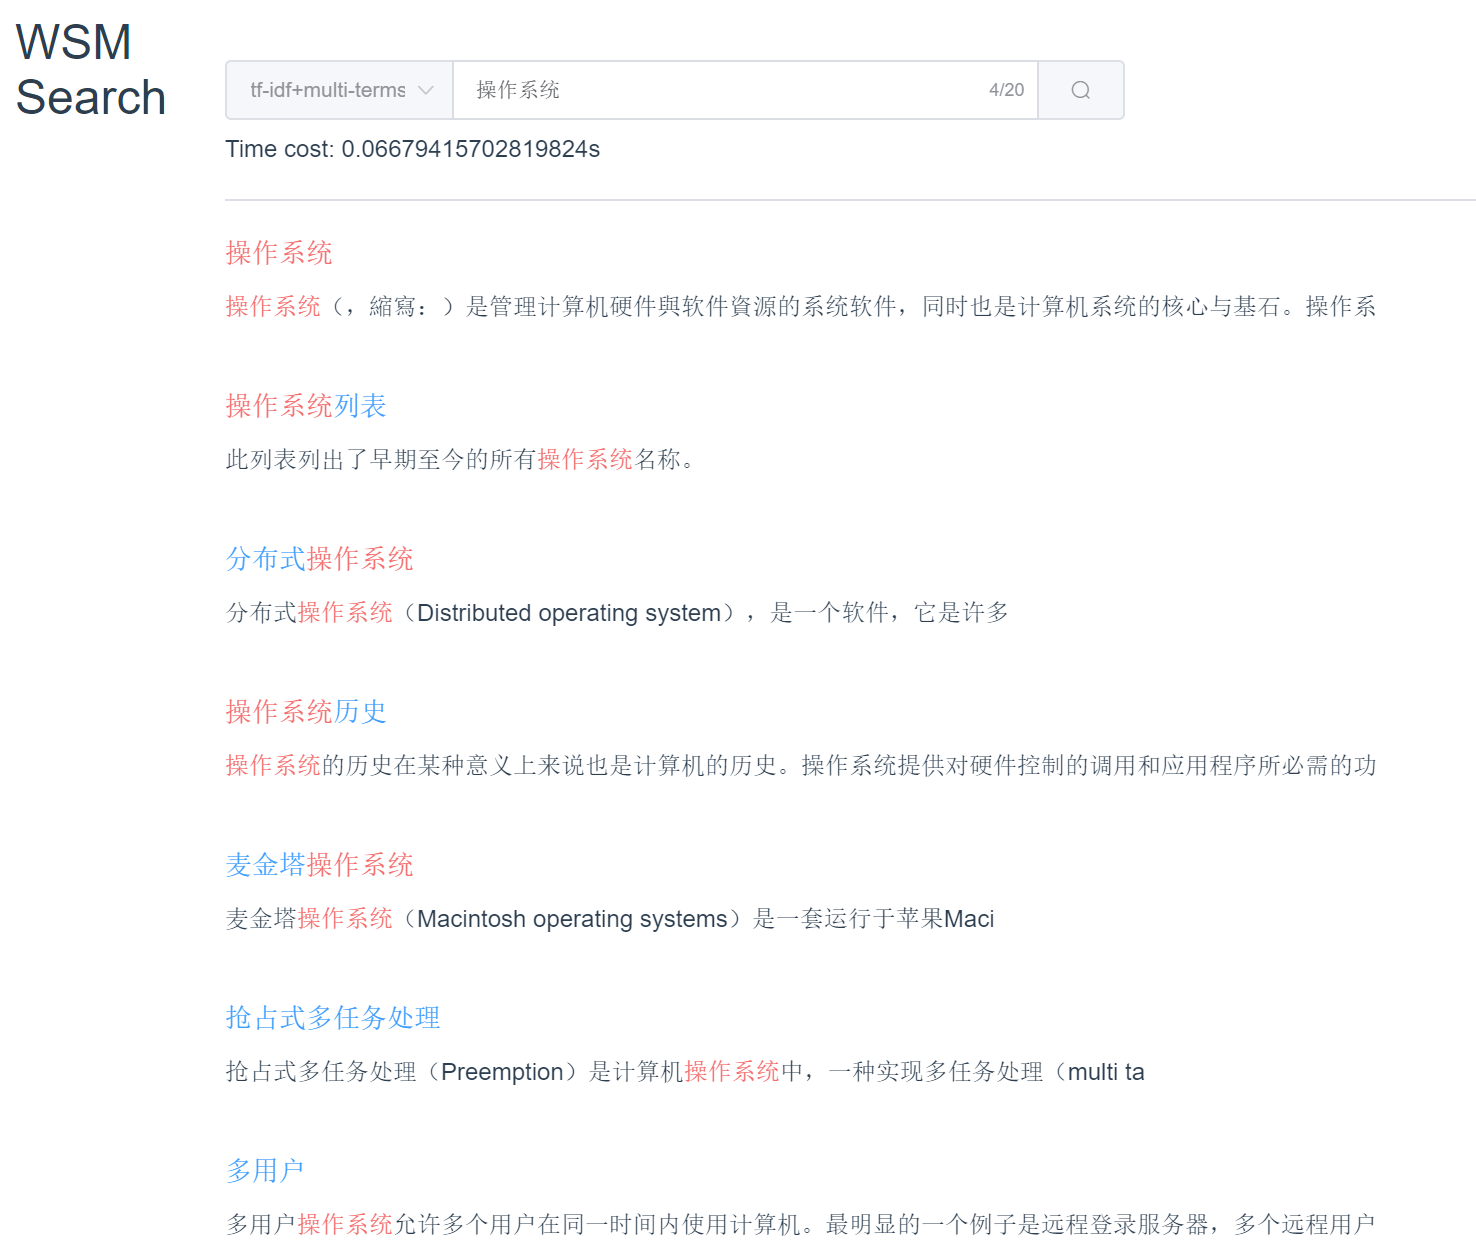 WSM
Search
tf-idf+multi-terms
操作系统
4/20
Time cost: 0.06679415702819824s
操作系统
操作系统（，縮寫：）是管理计算机硬件與软件資源的系统软件，同时也是计算机系统的核心与基石。操作系
操作系统列表
此列表列出了早期至今的所有操作系统名称。
分布式操作系统
分布式操作系统（Distributed operating system），是一个软件，它是许多
操作系统历史
操作系统的历史在某种意义上来说也是计算机的历史。操作系统提供对硬件控制的调用和应用程序所必需的功
麦金塔操作系统
麦金塔操作系统（Macintosh operating systems）是一套运行于苹果Maci
抢占式多任务处理
抢占式多任务处理（Preemption）是计算机操作系统中，一种实现多任务处理（multi ta
多用户
多用户操作系统允许多个用户在同一时间内使用计算机。最明显的一个例子是远程登录服务器，多个远程用户